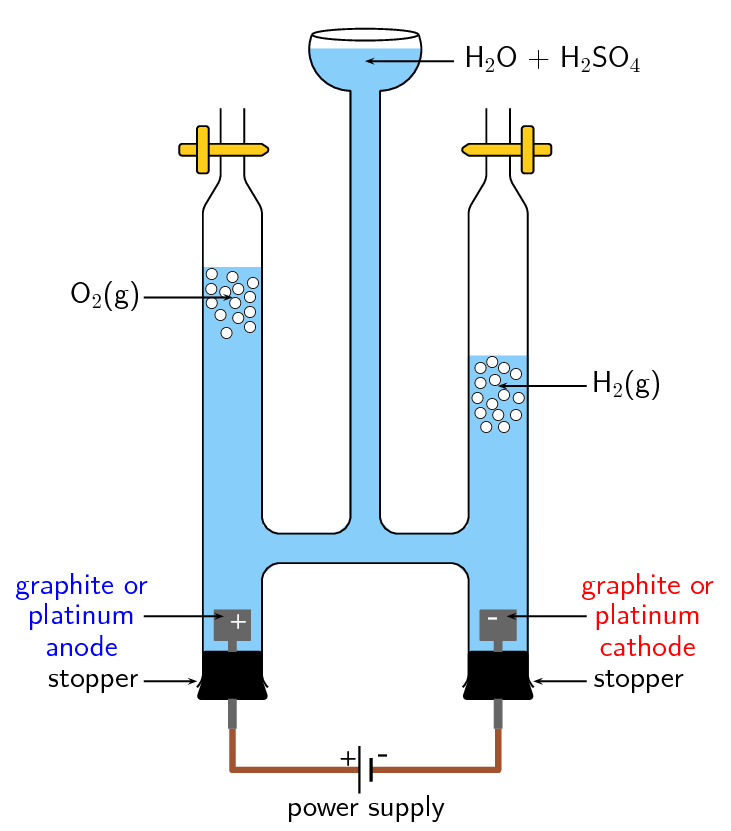 H₂O + H₂SO₄
O₂(g)
H₂(g)
graphite or
platinum
anode
stopper
graphite or
platinum
cathode
stopper
+
-
+
-
power supply